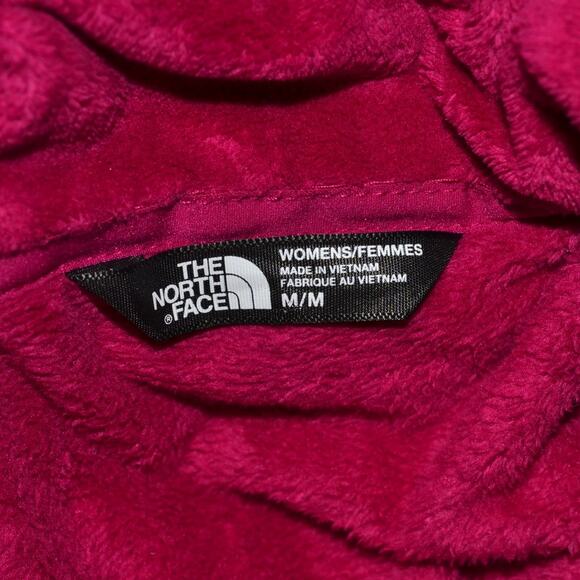 THE
NORTH
FACE®
WOMENS/FEMMES
MADE IN VIETNAM
FABRIQUE AU VIETNAM
M/M